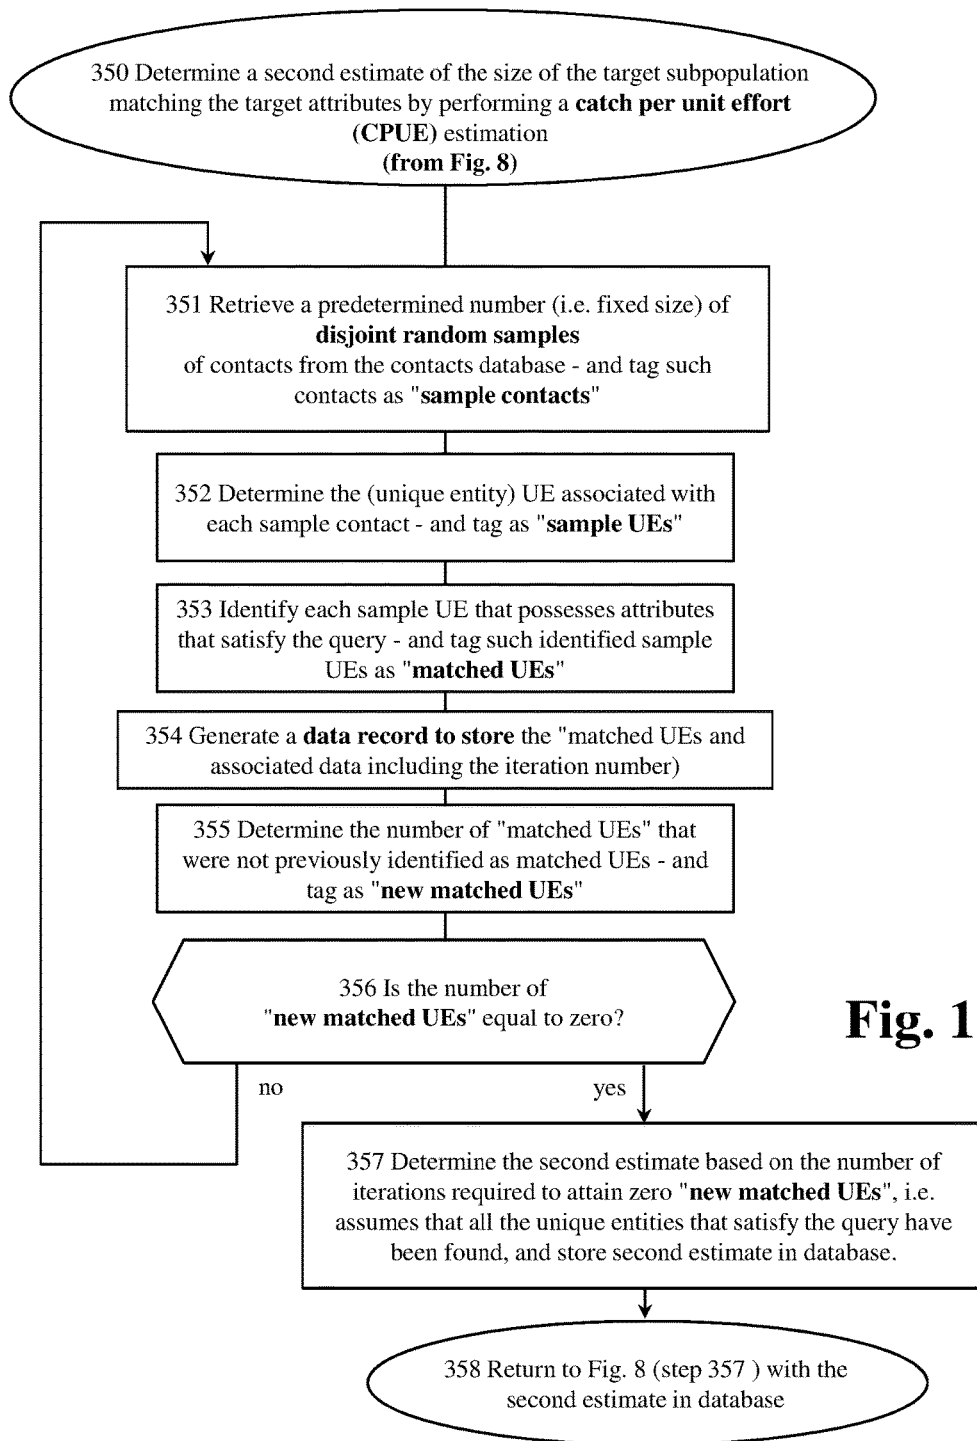 350 Determine a second estimate of the size of the target subpopulation
matching the target attributes by performing a catch per unit effort
(CPUE) estimation
(from Fig. 8)
351 Retrieve a predetermined number (i.e. fixed size) of
disjoint random samples
of contacts from the contacts database - and tag such
contacts as "sample contacts"
352 Determine the (unique entity) UE associated with
each sample contact - and tag as "sample UEs"
353 Identify each sample UE that possesses attributes
that satisfy the query - and tag such identified sample
UEs as "matched UEs"
354 Generate a data record to store the "matched UEs and
associated data including the iteration number)
355 Determine the number of "matched UEs" that
were not previously identified as matched UEs - and
tag as "new matched UEs"
356 Is the number of
"new matched UEs" equal to zero?
Fig. 1
no
yes
357 Determine the second estimate based on the number of
iterations required to attain zero "new matched UEs", i.e.
assumes that all the unique entities that satisfy the query have
been found, and store second estimate in database.
358 Return to Fig. 8 (step 357 ) with the
second estimate in database